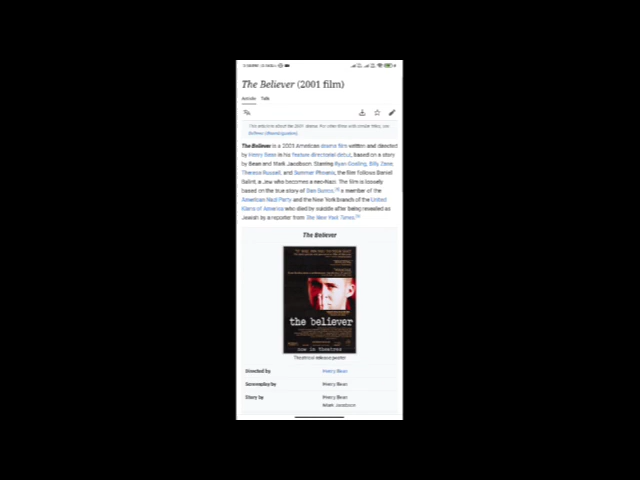 The Believer (2001 film)
Article Talk
The Believer is a 2001 American drama film written and directed
by Henry Bean in his feature directorial debut, based on a story
by Bean and Mark Jacobson. Starring Ryan Gosling, Billy Zane,
Theresa Russell, and Summer Phoenix, the film follows Daniel
Balint, a Jew who becomes a neo-Nazi. The film is loosely
based on the true story of Dan Burros, a member of the
American Nazi Party and the New York branch of the United
Klans of America who died by suicide after being revealed as
Jewish by a reporter from The New York Times.
The Believer
the believer
now in theatres
Theatrical release poster
Directed by Henry Bean
Screenplay by Henry Bean
Story by Henry Bean
Mark Jacobson